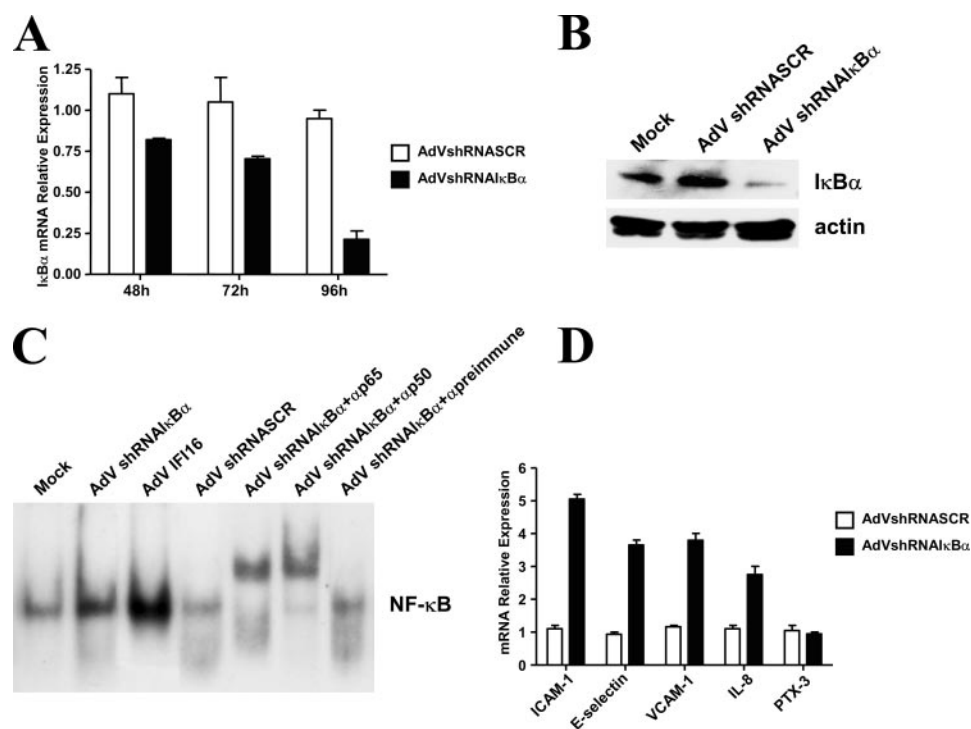 A
IκBα mRNA Relative Expression
1.25
1.00
0.75
0.50
0.25
0.00
48h 72h 96h
AdVshRNASCR
AdVshRNAIκBα
B
Mock AdV shRNASCR AdV shRNAIκBα
IκBα
actin
C
Mock AdV shRNAIκBα AdV IFI16 AdV shRNASCR AdV shRNAIκBα+αp65 AdV shRNAIκBα+αp50 AdV shRNAIκBα+αpreimmune
NF-κB
D
mRNA Relative Expression
6
5
4
3
2
1
0
ICAM-1 E-selectin VCAM-1 IL-8 PTX-3
AdVshRNASCR
AdVshRNAIκBα